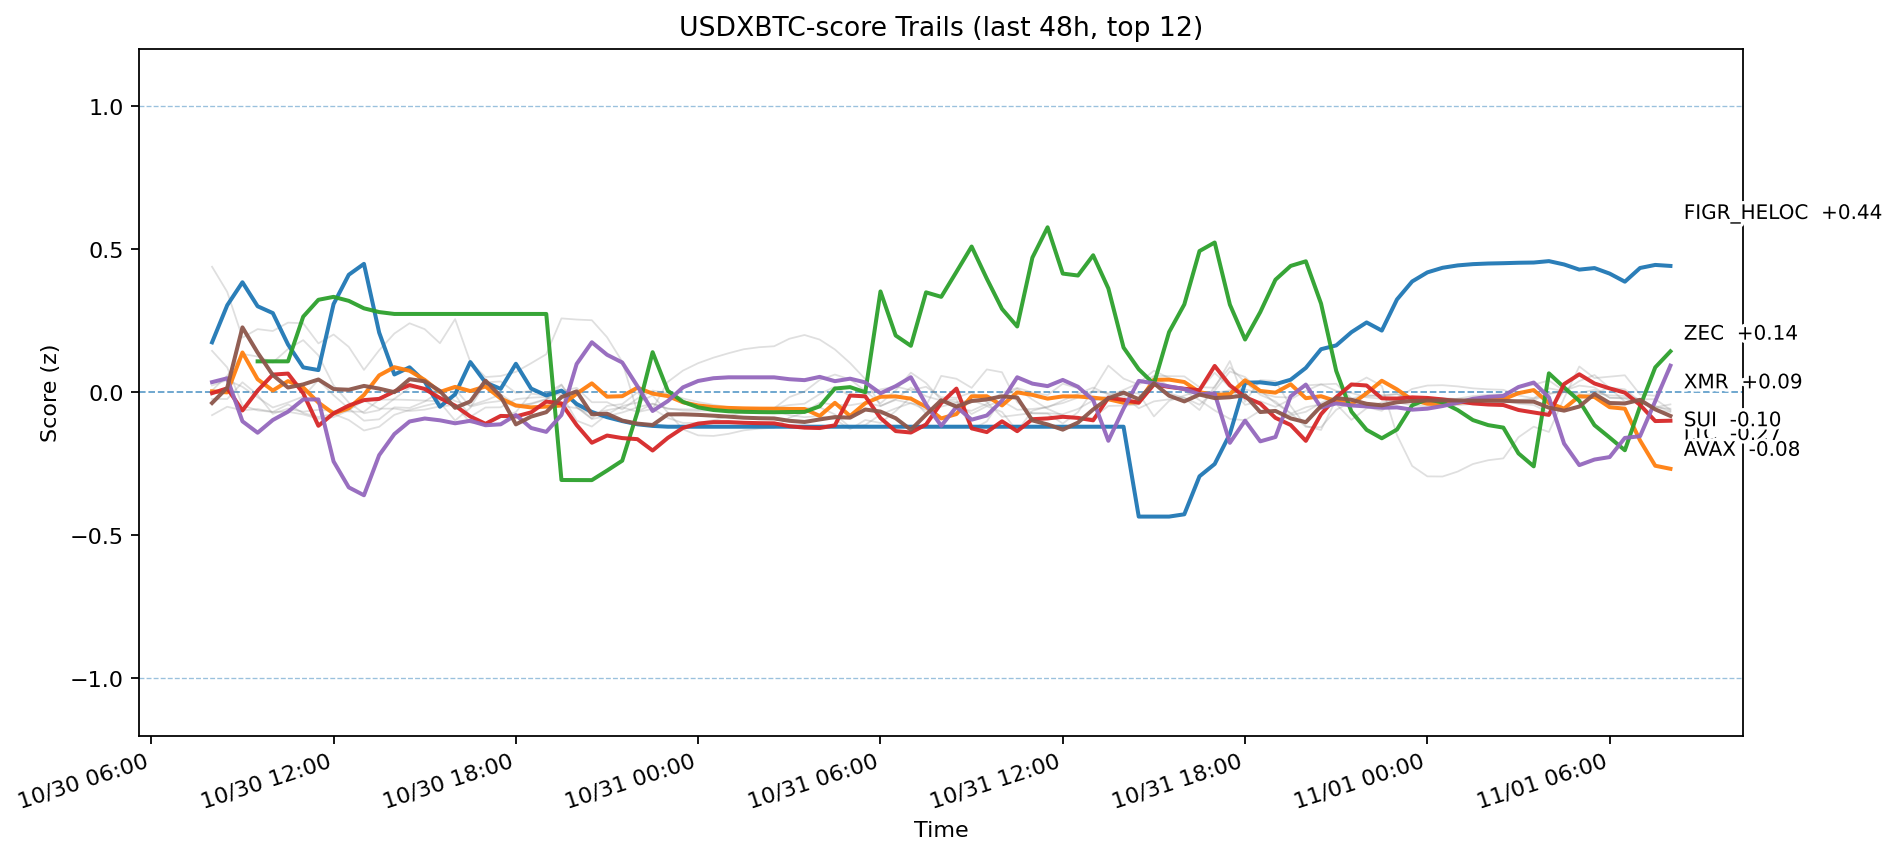 USDXBTC-score Trails (last 48h, top 12)
Score (z)
1.0
0.5
0.0
−0.5
−1.0
FIGR_HELOC +0.44
ZEC +0.14
XMR +0.09
SUI -0.10
-0.27
AVAX -0.08
10/30 06:00
10/30 12:00
10/30 18:00
10/31 00:00
10/31 06:00
10/31 12:00
10/31 18:00
11/01 00:00
11/01 06:00
Time